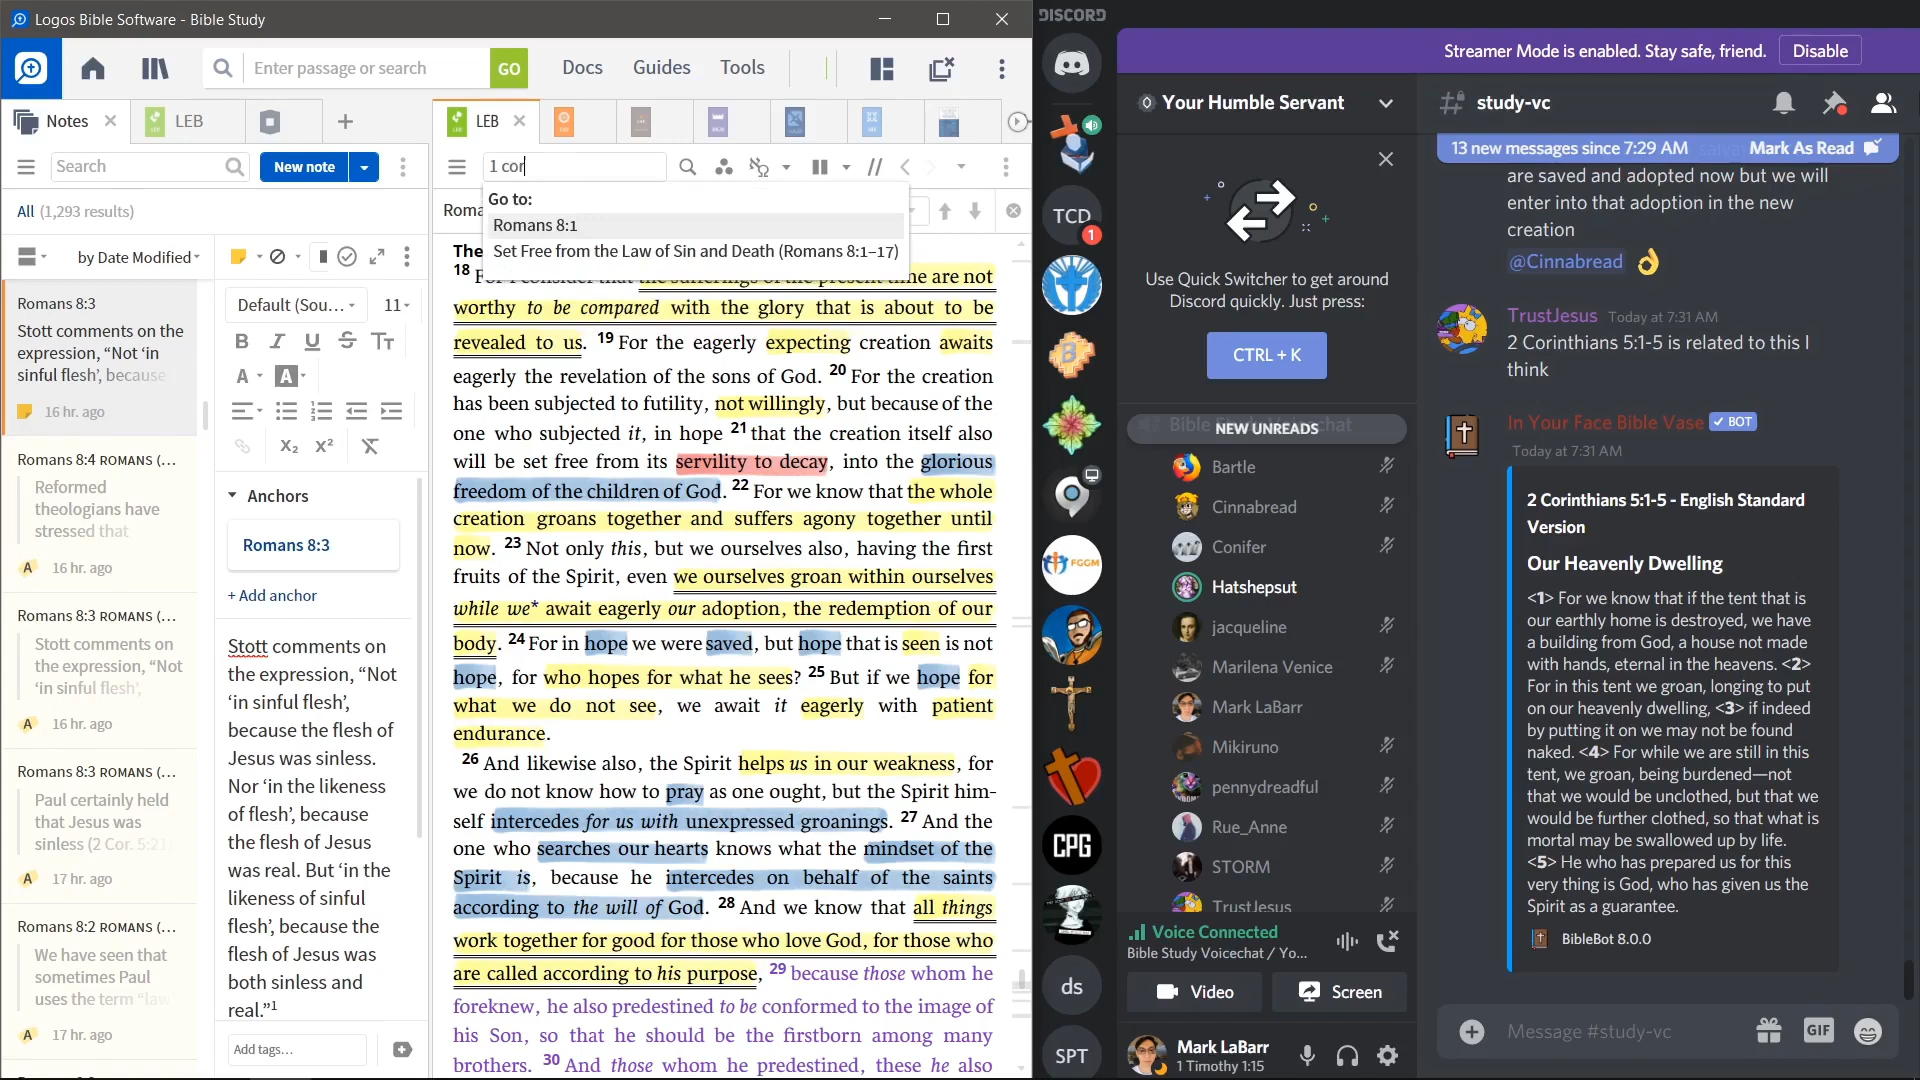 Logos Bible Software - Bible Study
Enter passage or search
GO
Docs
Guides
Tools
Notes
LEB
Search
New note
All (1,293 results)
by Date Modified
Romans 8:3
Stott comments on the
expression, “Not ‘in
sinful flesh’, because
16 hr. ago
Romans 8:4 ROMANS (...
Reformed
theologians have
stressed that
A 16 hr. ago
Romans 8:3 ROMANS (...
Stott comments on
the expression, “Not
‘in sinful flesh’,
A 16 hr. ago
Romans 8:3 ROMANS (...
Paul certainly held
that Jesus was
sinless (2 Cor. 5:21)
A 17 hr. ago
Romans 8:2 ROMANS (...
We have seen that
sometimes Paul
uses the term “law
A 17 hr. ago
Default (Sou...
11
B I U S TT
A A
X₂ X²
Anchors
Romans 8:3
+ Add anchor
Stott comments on
the expression, “Not
‘in sinful flesh’,
because the flesh of
Jesus was sinless.
Nor ‘in the likeness
of flesh’, because
the flesh of Jesus
was real. But ‘in the
likeness of sinful
flesh’, because the
flesh of Jesus was
both sinless and
real.”¹
Add tags...
LEB
1 cor
Roma
Go to:
Romans 8:1
Set Free from the Law of Sin and Death (Romans 8:1–17)
The
18 For I consider that the sufferings of the present time are not
worthy to be compared with the glory that is about to be
revealed to us. 19 For the eagerly expecting creation awaits
eagerly the revelation of the sons of God. 20 For the creation
has been subjected to futility, not willingly, but because of the
one who subjected it, in hope 21 that the creation itself also
will be set free from its servility to decay, into the glorious
freedom of the children of God. 22 For we know that the whole
creation groans together and suffers agony together until
now. 23 Not only this, but we ourselves also, having the first
fruits of the Spirit, even we ourselves groan within ourselves
while we* await eagerly our adoption, the redemption of our
body. 24 For in hope we were saved, but hope that is seen is not
hope, for who hopes for what he sees? 25 But if we hope for
what we do not see, we await it eagerly with patient
endurance.
26 And likewise also, the Spirit helps us in our weakness, for
we do not know how to pray as one ought, but the Spirit him-
self intercedes for us with unexpressed groanings. 27 And the
one who searches our hearts knows what the mindset of the
Spirit is, because he intercedes on behalf of the saints
according to the will of God. 28 And we know that all things
work together for good for those who love God, for those who
are called according to his purpose, 29 because those whom he
foreknew, he also predestined to be conformed to the image of
his Son, so that he should be the firstborn among many
brothers. 30 And those whom he predestined, these he also
DISCORD
TCD
1
FGGM
CPG
ds
SPT
Streamer Mode is enabled. Stay safe, friend.
Disable
Your Humble Servant
Use Quick Switcher to get around
Discord quickly. Just press:
CTRL + K
NEW UNREADS
Bartle
Cinnabread
Conifer
Hatshepsut
jacqueline
Marilena Venice
Mark LaBarr
Mikiruno
pennydreadful
Rue_Anne
STORM
TrustJesus
Voice Connected
Bible Study Voicechat / Yo...
Video
Screen
Mark LaBarr
1 Timothy 1:15
study-vc
13 new messages since 7:29 AM
Mark As Read
are saved and adopted now but we will
enter into that adoption in the new
creation
@Cinnabread
TrustJesus Today at 7:31 AM
2 Corinthians 5:1-5 is related to this I
think
In Your Face Bible Vase ✓ BOT
Today at 7:31 AM
2 Corinthians 5:1-5 - English Standard
Version
Our Heavenly Dwelling
<1> For we know that if the tent that is
our earthly home is destroyed, we have
a building from God, a house not made
with hands, eternal in the heavens. <2>
For in this tent we groan, longing to put
on our heavenly dwelling, <3> if indeed
by putting it on we may not be found
naked. <4> For while we are still in this
tent, we groan, being burdened—not
that we would be unclothed, but that we
would be further clothed, so that what is
mortal may be swallowed up by life.
<5> He who has prepared us for this
very thing is God, who has given us the
Spirit as a guarantee.
BibleBot 8.0.0
Message #study-vc
GIF